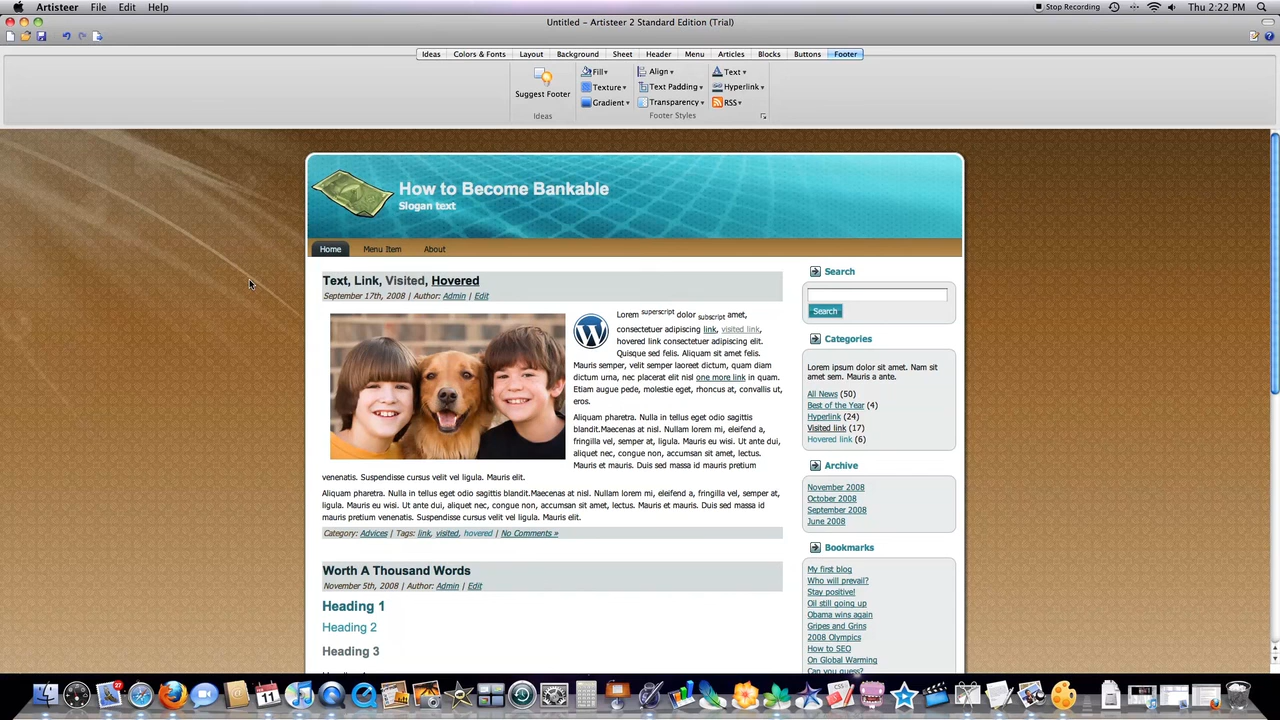 Artisteer File Edit Help Stop Recording Thu 2:22 PM
Untitled - Artisteer 2 Standard Edition (Trial)
Ideas Colors & Fonts Layout Background Sheet Header Menu Articles Blocks Buttons Footer
Suggest Footer
Ideas
Fill Align Text
Texture Text Padding Hyperlink
Gradient Transparency RSS
Footer Styles
How to Become Bankable
Slogan text
Home Menu Item About
Text, Link, Visited, Hovered
September 17th, 2008 | Author: Admin | Edit
Lorem superscript dolor subscript amet,
consectetuer adipiscing link, visited link,
hovered link consectetuer adipiscing elit.
Quisque sed felis. Aliquam sit amet felis.
Mauris semper, velit semper laoreet dictum, quam diam
dictum urna, nec placerat elit nisl one more link in quam.
Etiam augue pede, molestie eget, rhoncus at, convallis ut,
eros.
Aliquam pharetra. Nulla in tellus eget odio sagittis
blandit.Maecenas at nisl. Nullam lorem mi, eleifend a,
fringilla vel, semper at, ligula. Mauris eu wisi. Ut ante dui,
aliquet nec, congue non, accumsan sit amet, lectus.
Mauris et mauris. Duis sed massa id mauris pretium
venenatis. Suspendisse cursus velit vel ligula. Mauris elit.
Aliquam pharetra. Nulla in tellus eget odio sagittis blandit.Maecenas at nisl. Nullam lorem mi, eleifend a, fringilla vel, semper at,
ligula. Mauris eu wisi. Ut ante dui, aliquet nec, congue non, accumsan sit amet, lectus. Mauris et mauris. Duis sed massa id
mauris pretium venenatis. Suspendisse cursus velit vel ligula. Mauris elit.
Category: Advices | Tags: link, visited, hovered | No Comments »
Worth A Thousand Words
November 5th, 2008 | Author: Admin | Edit
Heading 1
Heading 2
Heading 3
Search
Search
Categories
Lorem ipsum dolor sit amet. Nam sit
amet sem. Mauris a ante.
All News (50)
Best of the Year (4)
Hyperlink (24)
Visited link (17)
Hovered link (6)
Archive
November 2008
October 2008
September 2008
June 2008
Bookmarks
My first blog
Who will prevail?
Stay positive!
Oil still going up
Obama wins again
Gripes and Grins
2008 Olympics
How to SEO
On Global Warming
Can you guess?